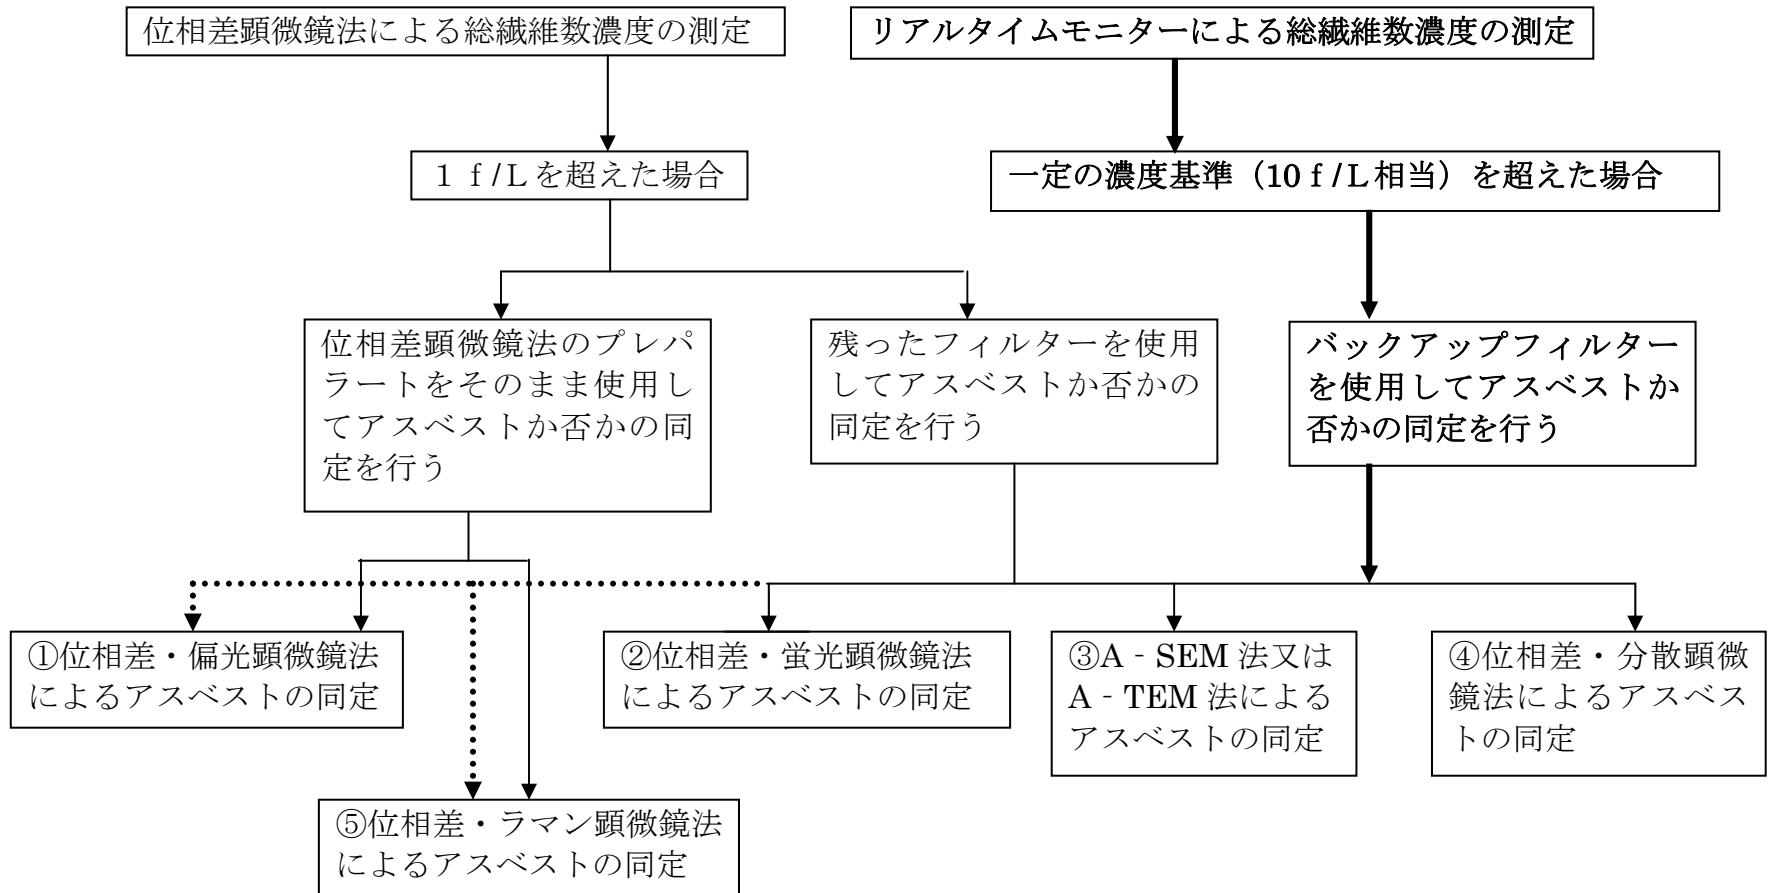 位相差顕微鏡法による総繊維数濃度の測定
リアルタイムモニターによる総繊維数濃度の測定
１ｆ/Lを超えた場合
一定の濃度基準（10ｆ/L相当）を超えた場合
位相差顕微鏡法のプレパ
ラートをそのまま使用し
てアスベストか否かの同
定を行う
残ったフィルターを使用
してアスベストか否かの
同定を行う
バックアップフィルター
を使用してアスベストか
否かの同定を行う
①位相差・偏光顕微鏡法
によるアスベストの同定
②位相差・蛍光顕微鏡法
によるアスベストの同定
③A‐SEM 法又は
A‐TEM 法による
アスベストの同定
④位相差・分散顕微
鏡法によるアスベス
トの同定
⑤位相差・ラマン顕微鏡法
によるアスベストの同定